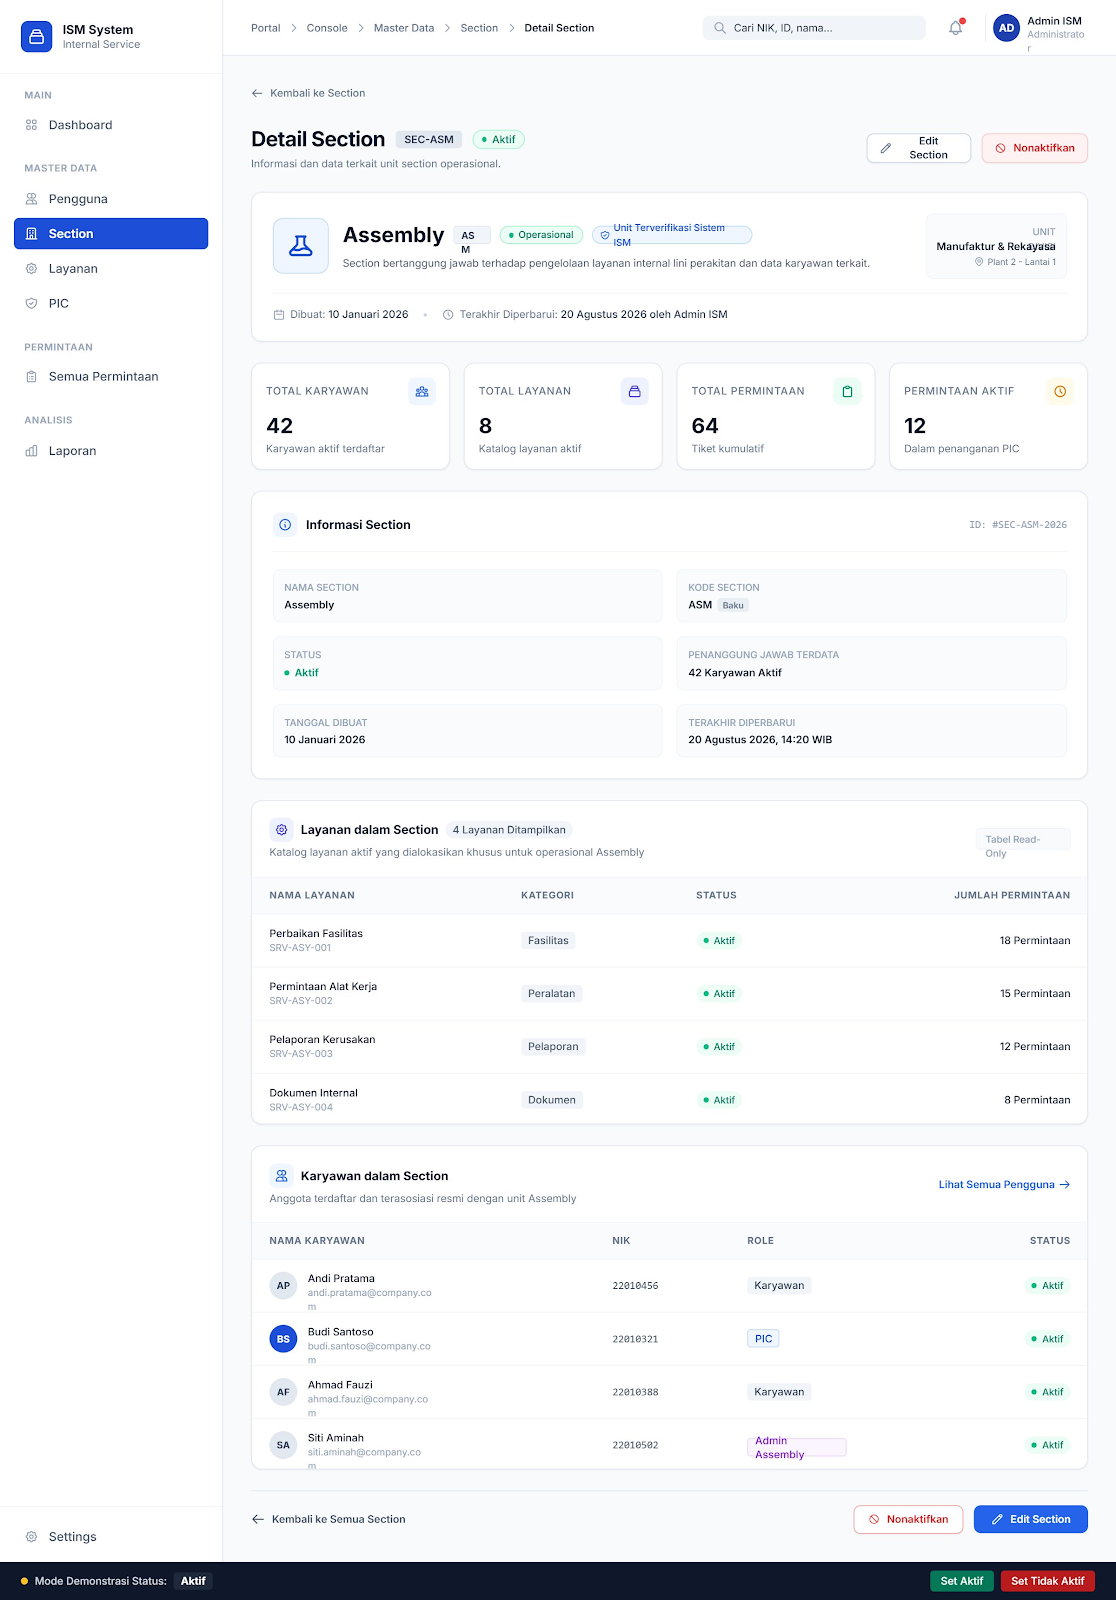 ISM System
Internal Service
MAIN
Dashboard
MASTER DATA
Pengguna
Section
Layanan
PIC
PERMINTAAN
Semua Permintaan
ANALISIS
Laporan
Settings
Portal > Console > Master Data > Section > Detail Section
Cari NIK, ID, nama...
AD
Admin ISM
Administrato
r
← Kembali ke Section
Detail Section SEC-ASM Aktif
Informasi dan data terkait unit section operasional.
Edit
Section
Nonaktifkan
Assembly
AS
M
Operasional
Unit Terverifikasi Sistem
ISM
Section bertanggung jawab terhadap pengelolaan layanan internal lini perakitan dan data karyawan terkait.
UNIT
Manufaktur & Rekayasa
Plant 2 - Lantai 1
Dibuat: 10 Januari 2026 • Terakhir Diperbarui: 20 Agustus 2026 oleh Admin ISM
TOTAL KARYAWAN
42
Karyawan aktif terdaftar
TOTAL LAYANAN
8
Katalog layanan aktif
TOTAL PERMINTAAN
64
Tiket kumulatif
PERMINTAAN AKTIF
12
Dalam penanganan PIC
Informasi Section
ID: #SEC-ASM-2026
NAMA SECTION
Assembly
KODE SECTION
ASM Baku
STATUS
Aktif
PENANGGUNG JAWAB TERDATA
42 Karyawan Aktif
TANGGAL DIBUAT
10 Januari 2026
TERAKHIR DIPERBARUI
20 Agustus 2026, 14:20 WIB
Layanan dalam Section 4 Layanan Ditampilkan
Katalog layanan aktif yang dialokasikan khusus untuk operasional Assembly
Tabel Read-
Only
NAMA LAYANAN KATEGORI STATUS JUMLAH PERMINTAAN
Perbaikan Fasilitas
SRV-ASY-001
Fasilitas Aktif 18 Permintaan
Permintaan Alat Kerja
SRV-ASY-002
Peralatan Aktif 15 Permintaan
Pelaporan Kerusakan
SRV-ASY-003
Pelaporan Aktif 12 Permintaan
Dokumen Internal
SRV-ASY-004
Dokumen Aktif 8 Permintaan
Karyawan dalam Section
Anggota terdaftar dan terasosiasi resmi dengan unit Assembly
Lihat Semua Pengguna →
NAMA KARYAWAN NIK ROLE STATUS
AP
Andi Pratama
andi.pratama@company.co
m
22010456 Karyawan Aktif
BS
Budi Santoso
budi.santoso@company.co
m
22010321 PIC Aktif
AF
Ahmad Fauzi
ahmad.fauzi@company.co
m
22010388 Karyawan Aktif
SA
Siti Aminah
siti.aminah@company.co
m
22010502
Admin
Assembly
Aktif
← Kembali ke Semua Section
Nonaktifkan
Edit Section
Mode Demonstrasi Status: Aktif
Set Aktif
Set Tidak Aktif